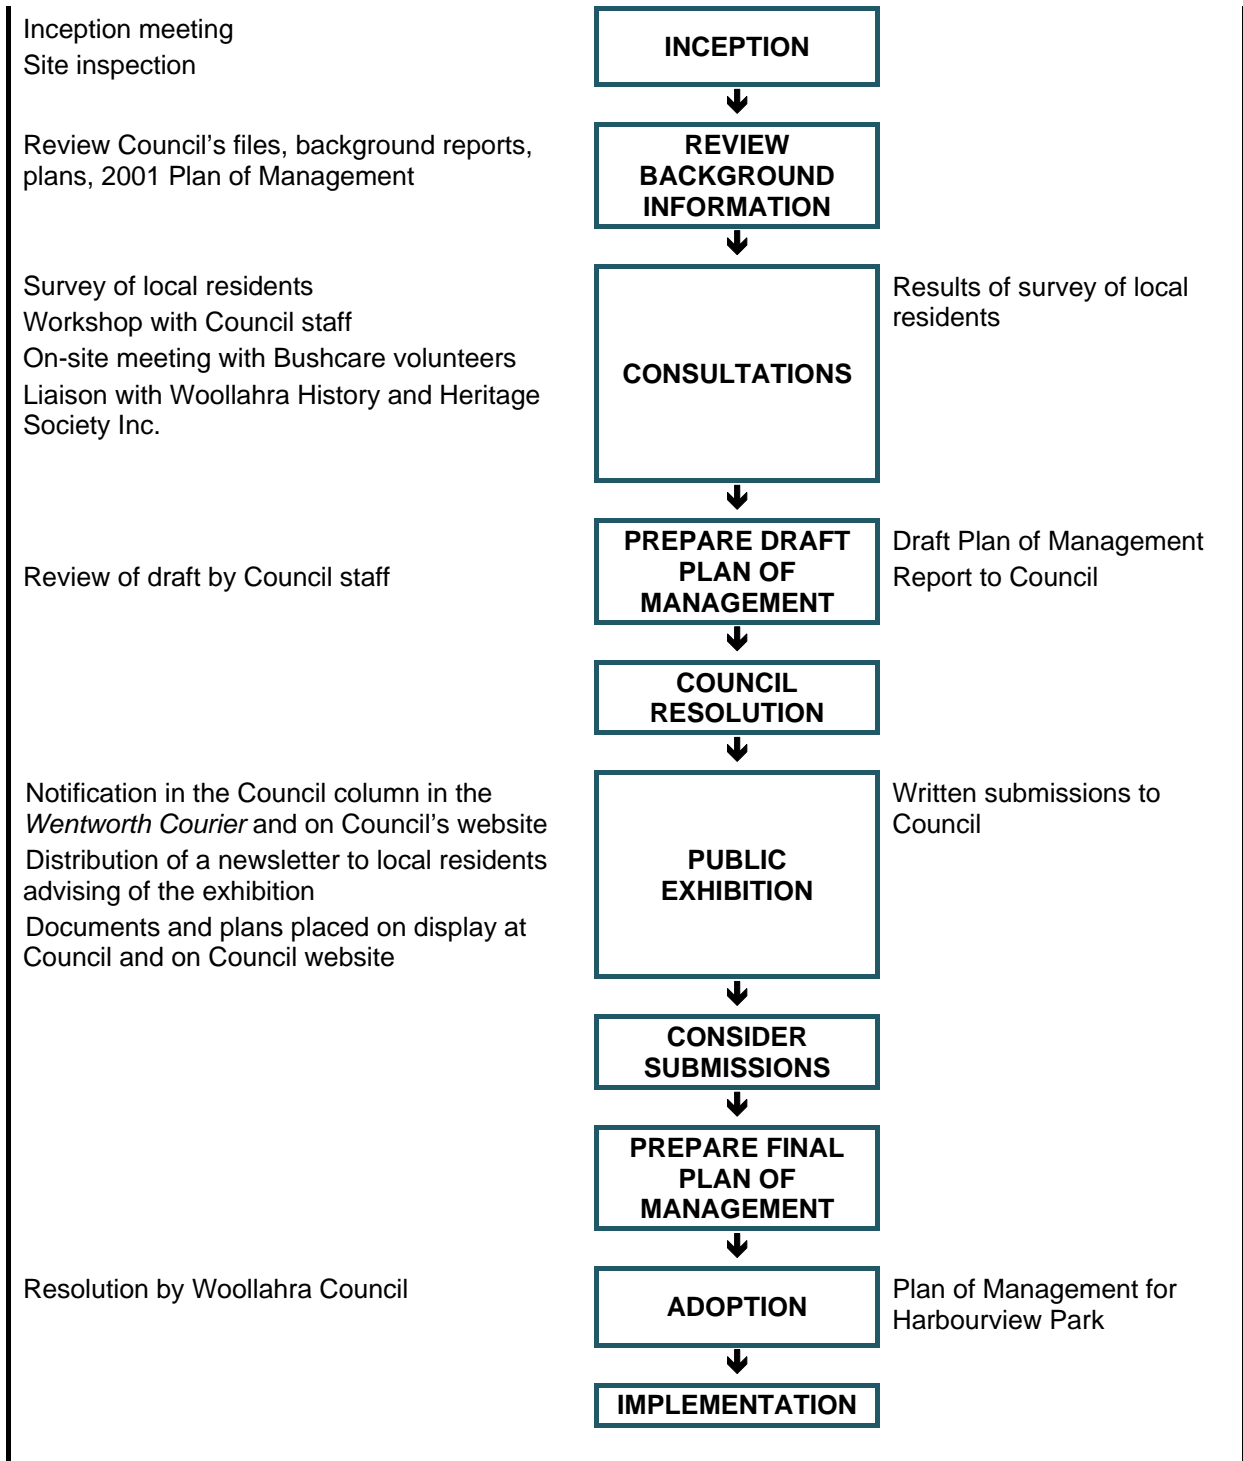 Inception meeting
Site inspection
INCEPTION
Review Council’s files, background reports,
plans, 2001 Plan of Management
REVIEW
BACKGROUND
INFORMATION
Survey of local residents
Workshop with Council staff
On-site meeting with Bushcare volunteers
Liaison with Woollahra History and Heritage
Society Inc.
CONSULTATIONS
Results of survey of local
residents
Review of draft by Council staff
PREPARE DRAFT
PLAN OF
MANAGEMENT
Draft Plan of Management
Report to Council
COUNCIL
RESOLUTION
Notification in the Council column in the
Wentworth Courier and on Council’s website
Distribution of a newsletter to local residents
advising of the exhibition
Documents and plans placed on display at
Council and on Council website
PUBLIC
EXHIBITION
Written submissions to
Council
CONSIDER
SUBMISSIONS
PREPARE FINAL
PLAN OF
MANAGEMENT
Resolution by Woollahra Council
ADOPTION
Plan of Management for
Harbourview Park
IMPLEMENTATION